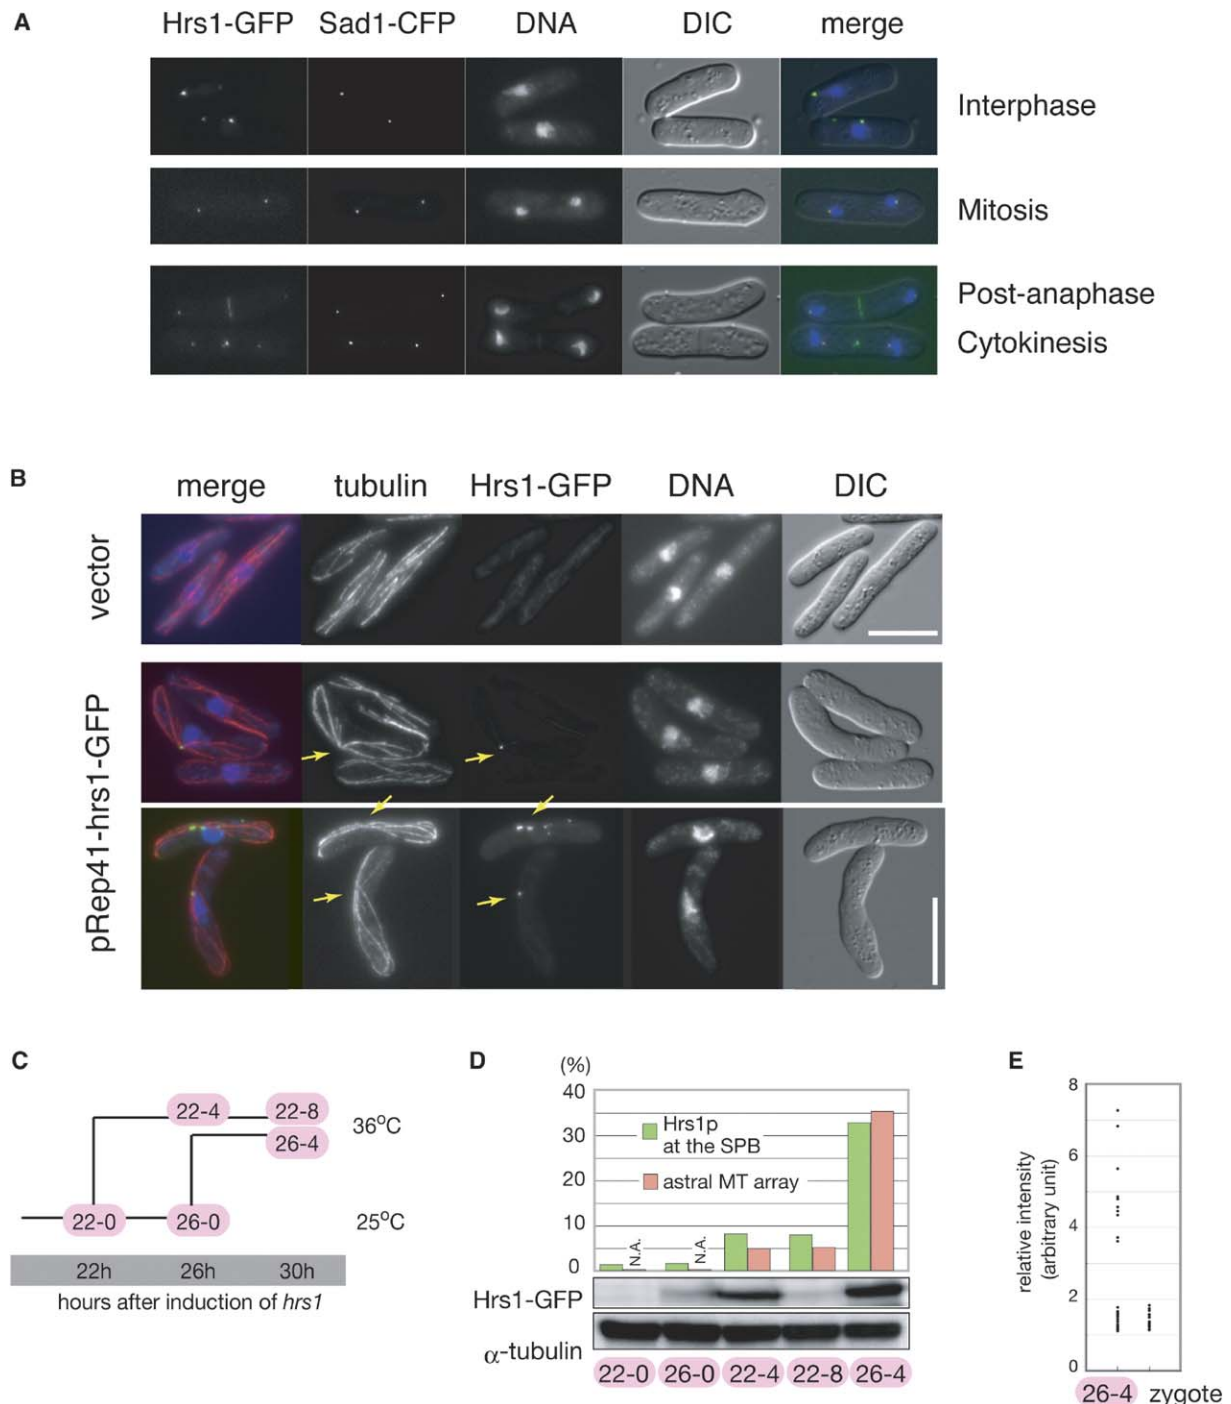 A
Hrs1-GFP Sad1-CFP DNA DIC merge
Interphase
Mitosis
Post-anaphase
Cytokinesis
B
merge tubulin Hrs1-GFP DNA DIC
vector
pRep41-hrs1-GFP
C
22-4 22-8
36°C
26-4
22-0 26-0 25°C
22h 26h 30h
hours after induction of hrs1
D
(%)
40
30
20
10
0
Hrs1p
at the SPB
astral MT array
N.A. N.A.
Hrs1-GFP
α-tubulin
22-0 26-0 22-4 22-8 26-4
E
relative intensity
(arbitrary unit)
8
6
4
2
0
26-4 zygote